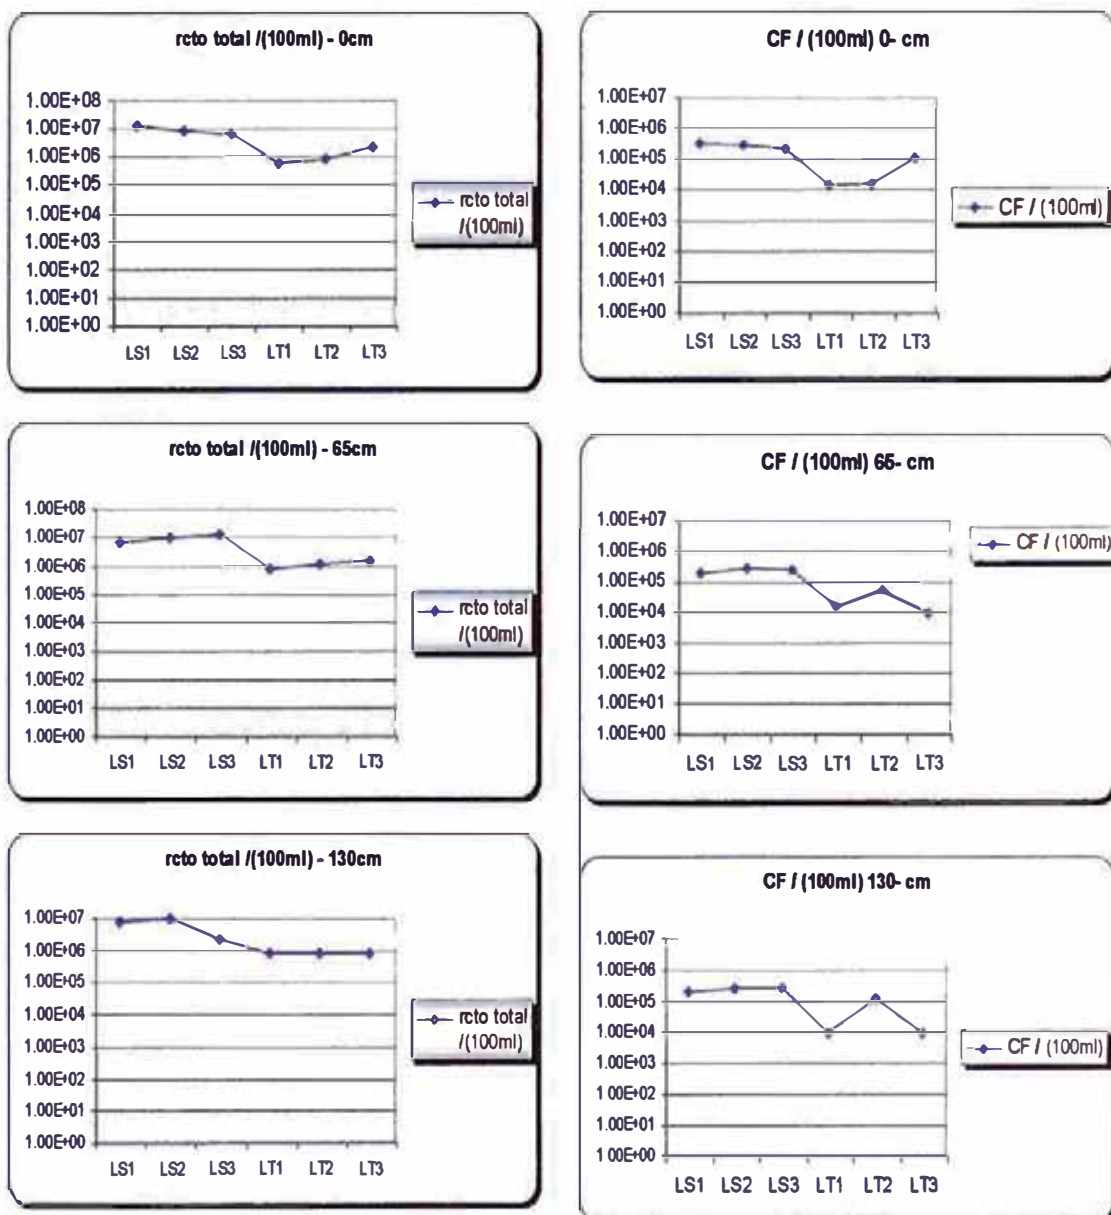 rcto total /(100ml) - 0cm
1.00E+08
1.00E+07
1.00E+06
1.00E+05
1.00E+04
1.00E+03
1.00E+02
1.00E+01
1.00E+00
LS1 LS2 LS3 LT1 LT2 LT3
rcto total
/(100ml)
CF / (100ml) 0- cm
1.00E+07
1.00E+06
1.00E+05
1.00E+04
1.00E+03
1.00E+02
1.00E+01
1.00E+00
LS1 LS2 LS3 LT1 LT2 LT3
CF / (100ml)
rcto total /(100ml) - 65cm
1.00E+08
1.00E+07
1.00E+06
1.00E+05
1.00E+04
1.00E+03
1.00E+02
1.00E+01
1.00E+00
LS1 LS2 LS3 LT1 LT2 LT3
rcto total
/(100ml)
CF / (100ml) 65- cm
1.00E+07
1.00E+06
1.00E+05
1.00E+04
1.00E+03
1.00E+02
1.00E+01
1.00E+00
LS1 LS2 LS3 LT1 LT2 LT3
CF / (100ml)
rcto total /(100ml) - 130cm
1.00E+07
1.00E+06
1.00E+05
1.00E+04
1.00E+03
1.00E+02
1.00E+01
1.00E+00
LS1 LS2 LS3 LT1 LT2 LT3
rcto total
/(100ml)
CF / (100ml) 130- cm
1.00E+07
1.00E+06
1.00E+05
1.00E+04
1.00E+03
1.00E+02
1.00E+01
1.00E+00
LS1 LS2 LS3 LT1 LT2 LT3
CF / (100ml)